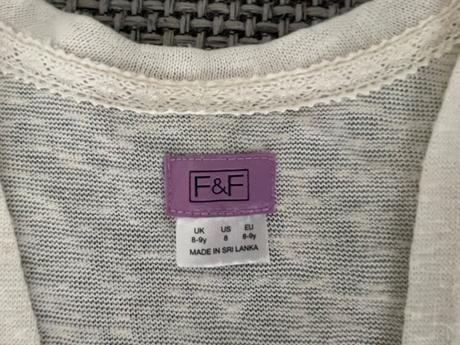 F&F
UK US EU
8-9y 8 8-9y
MADE IN SRI LANKA